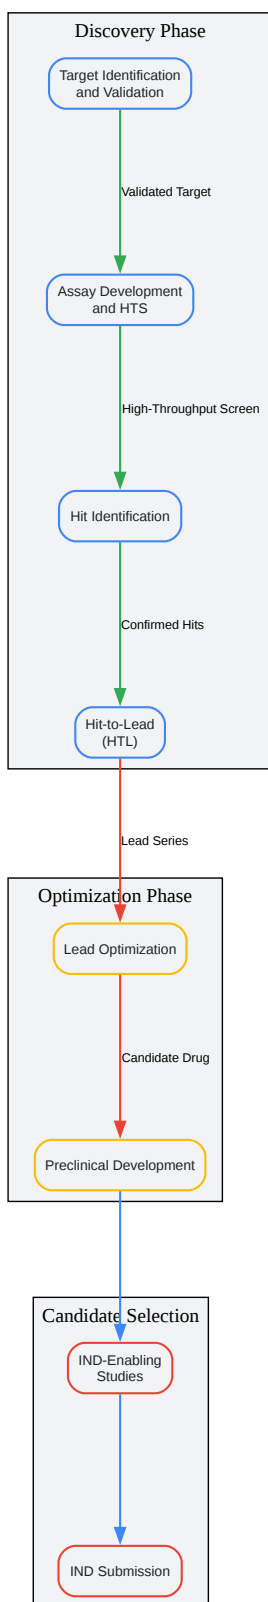 Discovery Phase
Target Identification
and Validation
Validated Target
Assay Development
and HTS
High-Throughput Screen
Hit Identification
Confirmed Hits
Hit-to-Lead
(HTL)
Lead Series
Optimization Phase
Lead Optimization
Candidate Drug
Preclinical Development
Candidate Selection
IND-Enabling
Studies
IND Submission